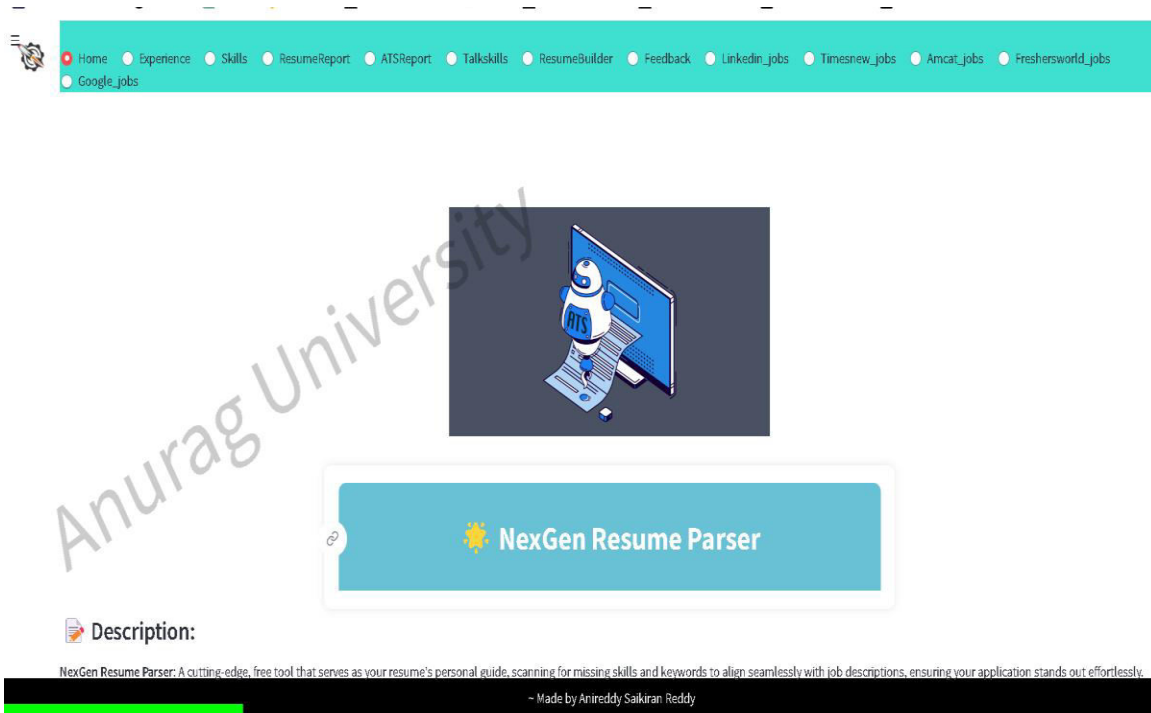 Home Experience Skills ResumeReport ATSReport Talkskills ResumeBuilder Feedback Linkedin_jobs Timesnew_jobs Amcat_jobs Freshersworld_jobs
Google_jobs
Anurag University
ATS
NexGen Resume Parser
Description:
NexGen Resume Parser: A cutting-edge, free tool that serves as your resume's personal guide, scanning for missing skills and keywords to align seamlessly with job descriptions, ensuring your application stands out effortlessly.
~ Made by Anireddy Saikiran Reddy